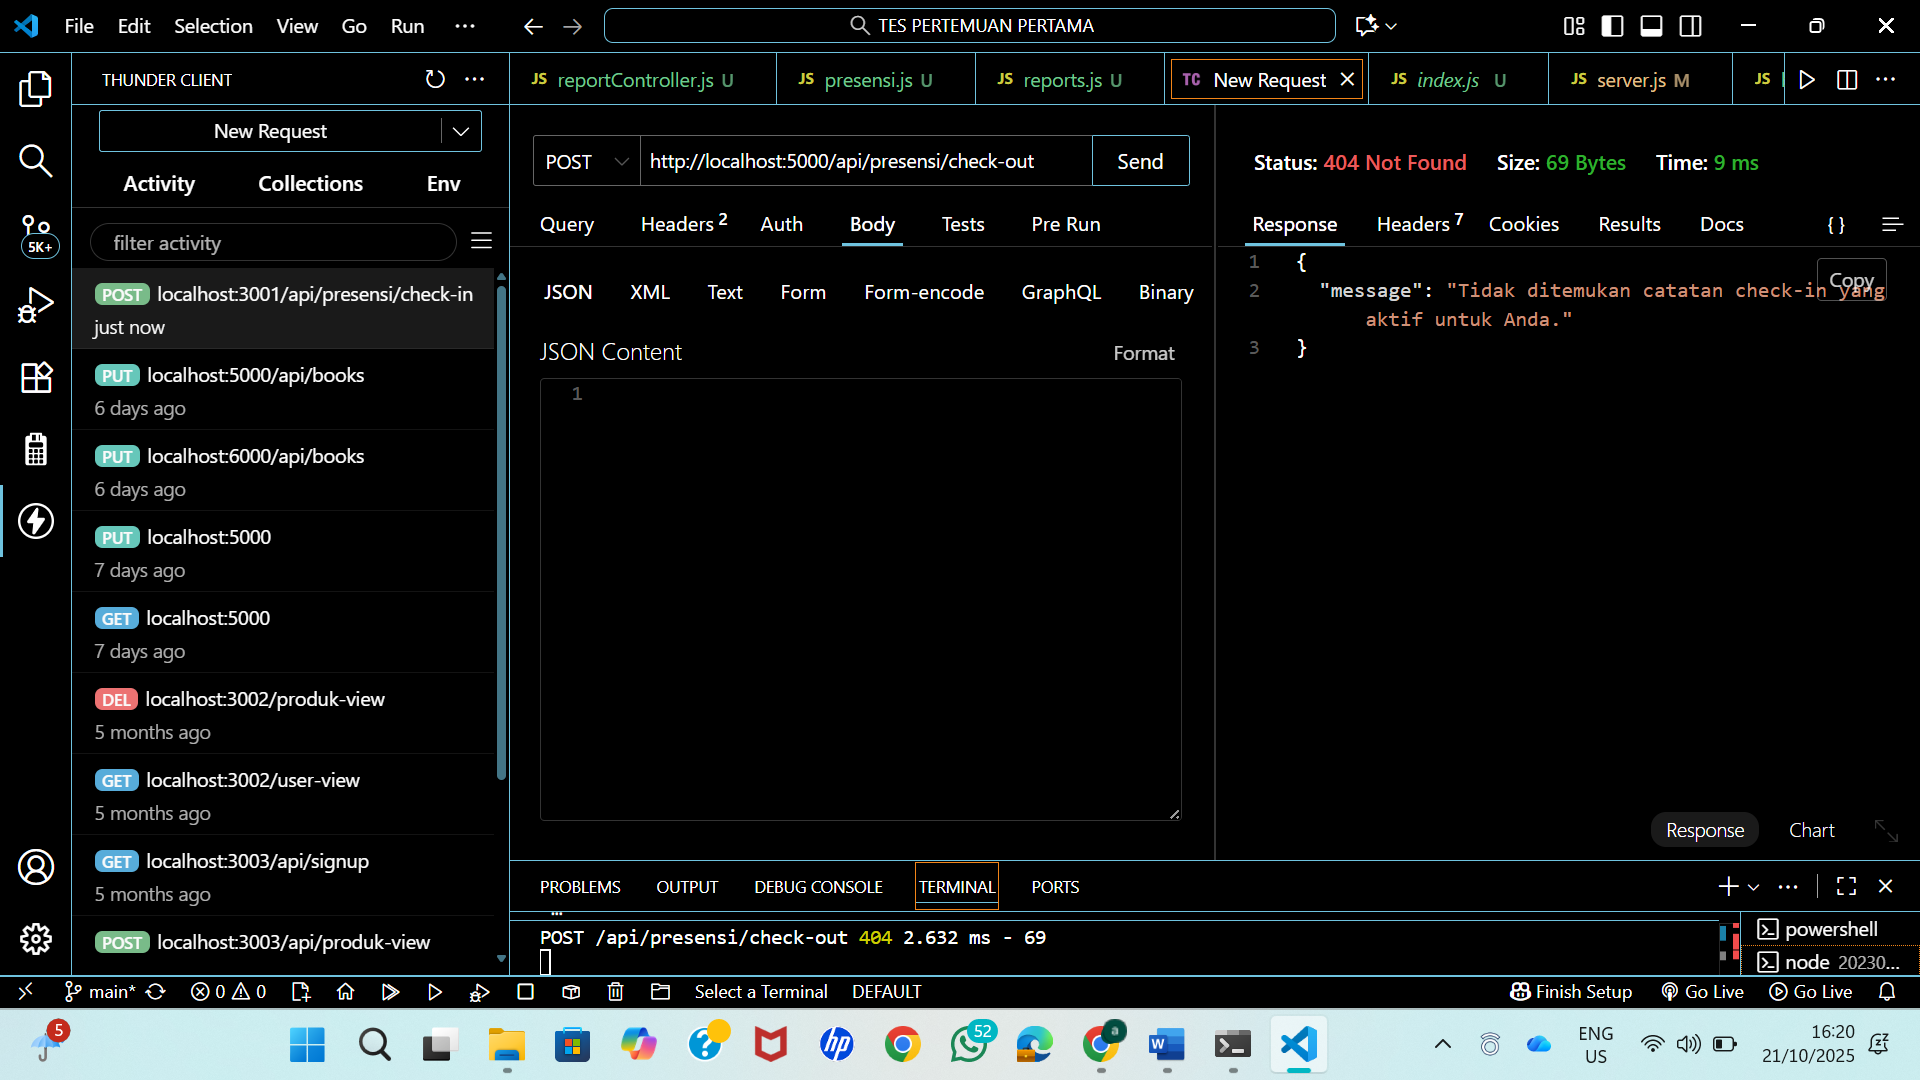 File Edit Selection View Go Run ···
TES PERTEMUAN PERTAMA
THUNDER CLIENT
New Request
Activity Collections Env
filter activity
POST localhost:3001/api/presensi/check-in
just now
PUT localhost:5000/api/books
6 days ago
PUT localhost:6000/api/books
6 days ago
PUT localhost:5000
7 days ago
GET localhost:5000
7 days ago
DEL localhost:3002/produk-view
5 months ago
GET localhost:3002/user-view
5 months ago
GET localhost:3003/api/signup
5 months ago
POST localhost:3003/api/produk-view
5K+
JS reportController.js U JS presensi.js U JS reports.js U TC New Request JS index.js U JS server.js M JS
POST http://localhost:5000/api/presensi/check-out Send
Query Headers 2 Auth Body Tests Pre Run
JSON XML Text Form Form-encode GraphQL Binary
JSON Content Format
1
Status: 404 Not Found Size: 69 Bytes Time: 9 ms
Response Headers 7 Cookies Results Docs { }
Copy
1 {
2 "message": "Tidak ditemukan catatan check-in yang
aktif untuk Anda."
3 }
Response Chart
PROBLEMS OUTPUT DEBUG CONSOLE TERMINAL PORTS
POST /api/presensi/check-out 404 2.632 ms - 69
powershell
node 20230...
main* 0 0 Select a Terminal DEFAULT Finish Setup Go Live Go Live
5 hp 52 a
ENG
US
16:20
21/10/2025